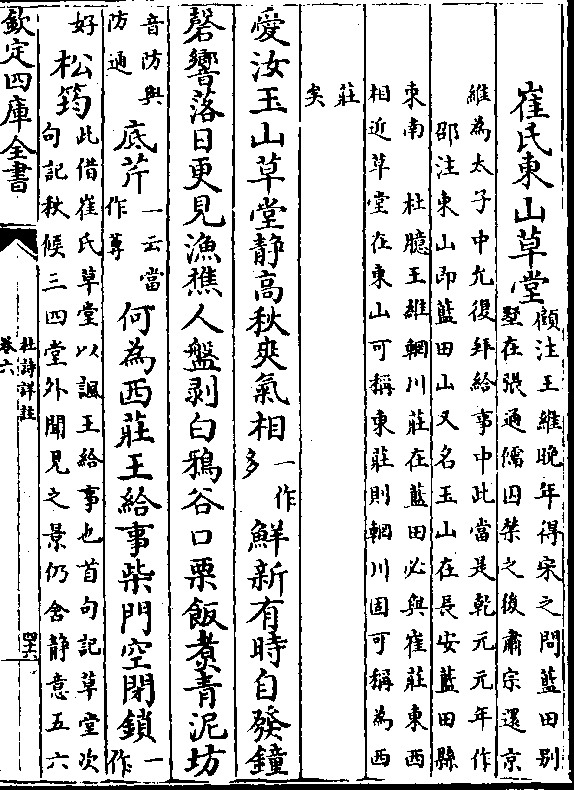 崔氏東山草堂
顧注王維晚年得宋之問藍田别
墅在張通儒囚禁之後肅宗還京
維為太子中允復拜給事中此當是乾元元年作
邵注東山即藍田山又名玉山在長安藍田縣
東南 杜臆王維輞川莊在藍田必與崔莊東西
相近草堂在東山可稱東莊則輞川固可稱為西
莊
矣
愛汝玉山草堂静高秋爽氣相一作多鮮新有時自發鐘
磬響落日更見漁樵人盤剥白鴉谷口栗飯煮青泥坊
音防與防通底芹一云當作蓴何為西莊王給事柴門空閉鎖一作
好松筠此借崔氏草堂以諷王給事也首句記草堂次
句記秋候三四堂外聞見之景仍含静意五六
欽定四庫全書
杜詩詳註
卷六